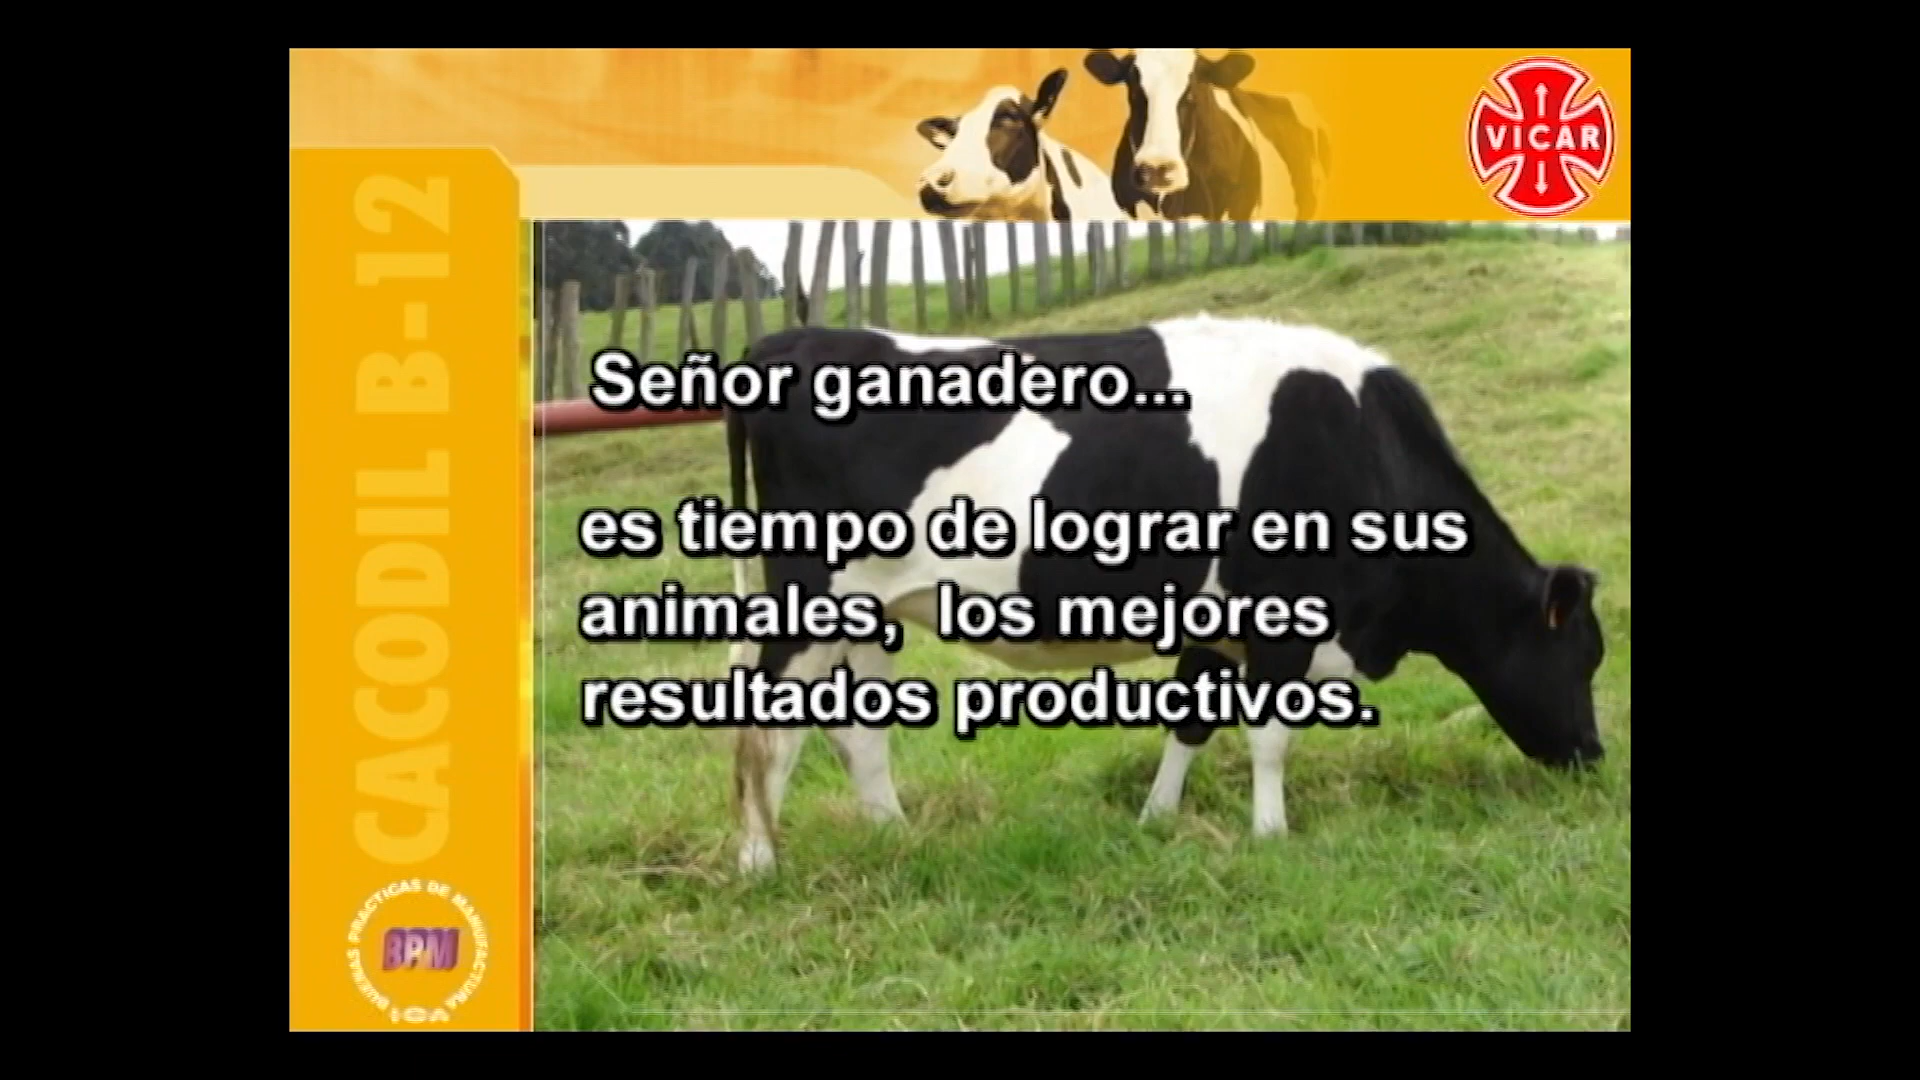 VICAR
CACODIL B-12
Señor ganadero...
es tiempo de lograr en sus
animales, los mejores
resultados productivos.
BUENAS PRACTICAS DE MANUFACTURA
BPM
ICA